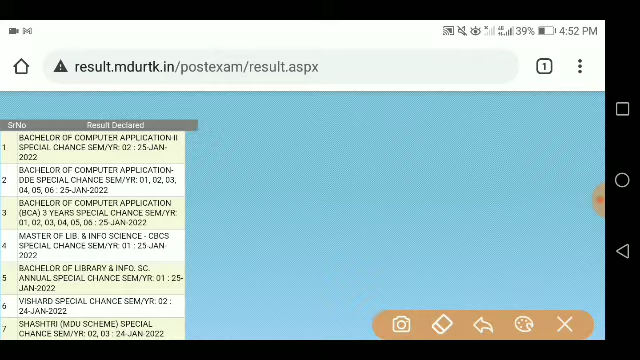 39% 4:52 PM
result.mdurtk.in/postexam/result.aspx
1
SrNo Result Declared
1 BACHELOR OF COMPUTER APPLICATION-II
SPECIAL CHANCE SEM/YR: 02 : 25-JAN-
2022
2 BACHELOR OF COMPUTER APPLICATION-
DDE SPECIAL CHANCE SEM/YR: 01, 02, 03,
04, 05, 06 : 25-JAN-2022
3 BACHELOR OF COMPUTER APPLICATION
(BCA) 3 YEARS SPECIAL CHANCE SEM/YR:
01, 02, 03, 04, 05, 06 : 25-JAN-2022
4 MASTER OF LIB. & INFO SCIENCE - CBCS
SPECIAL CHANCE SEM/YR: 01 : 25-JAN-
2022
5 BACHELOR OF LIBRARY & INFO. SC.
ANNUAL SPECIAL CHANCE SEM/YR: 01 : 25-
JAN-2022
6 VISHARD SPECIAL CHANCE SEM/YR: 02 :
24-JAN-2022
7 SHASHTRI (MDU SCHEME) SPECIAL
CHANCE SEM/YR: 02, 03 : 24-JAN-2022